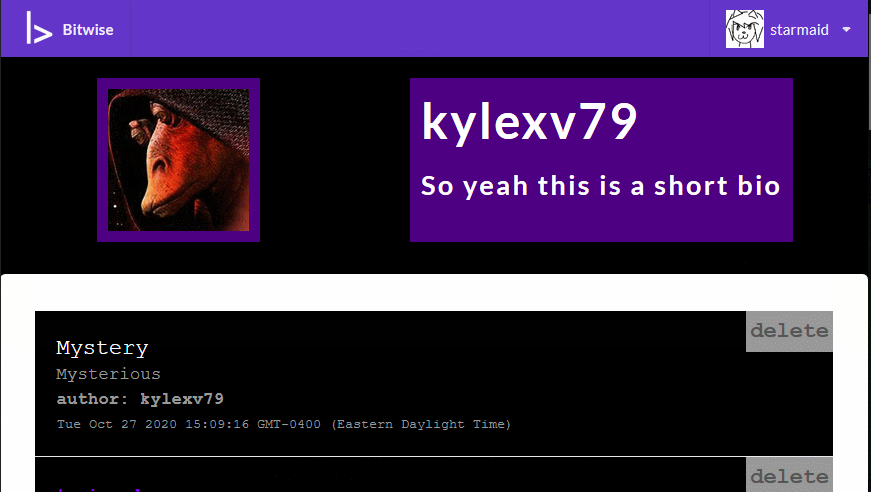 Bitwise
starmaid
kylexv79
So yeah this is a short bio
delete
Mystery
Mysterious
author: kylexv79
Tue Oct 27 2020 15:09:16 GMT-0400 (Eastern Daylight Time)
delete